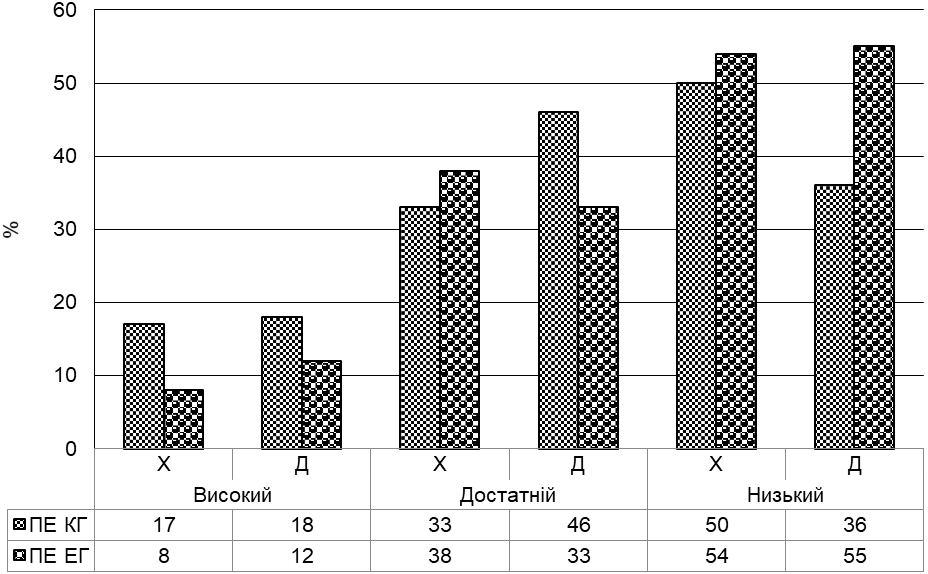 60
50
40
30
20
10
0
%
Х Д Х Д Х Д
Високий Достатній Низький
ПЕ КГ 17 18 33 46 50 36
ПЕ ЕГ 8 12 38 33 54 55